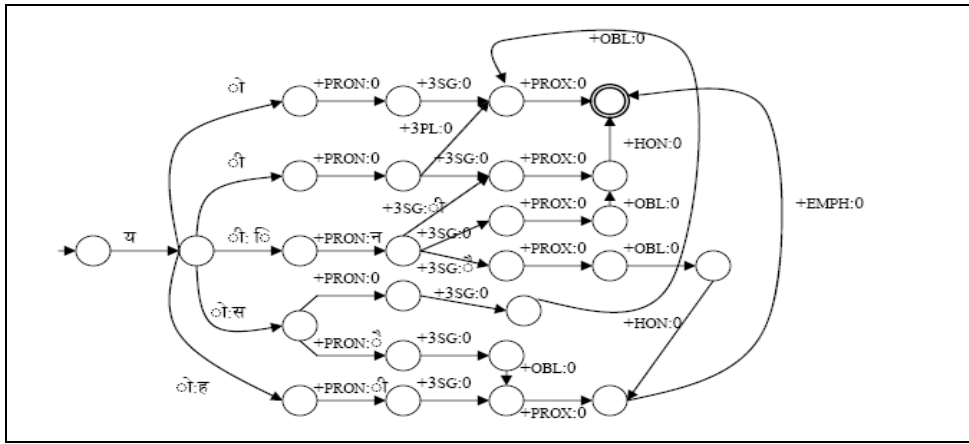 +OBL:0
ो +PRON:0 +3SG:0 +PROX:0
+3PL:0
+HON:0
ी +PRON:0 +3SG:0 +PROX:0
+3SG:ी +PROX:0 +EMPH:0
य ी: ि +PRON:न +3SG:0 +OBL:0
+PROX:0 +OBL:0
+3SG:ै
+PRON:0 +3SG:0
ो:स
+HON:0
+PRON:ै +3SG:0
+OBL:0
ो:ह +PRON:ी +3SG:0
+PROX:0